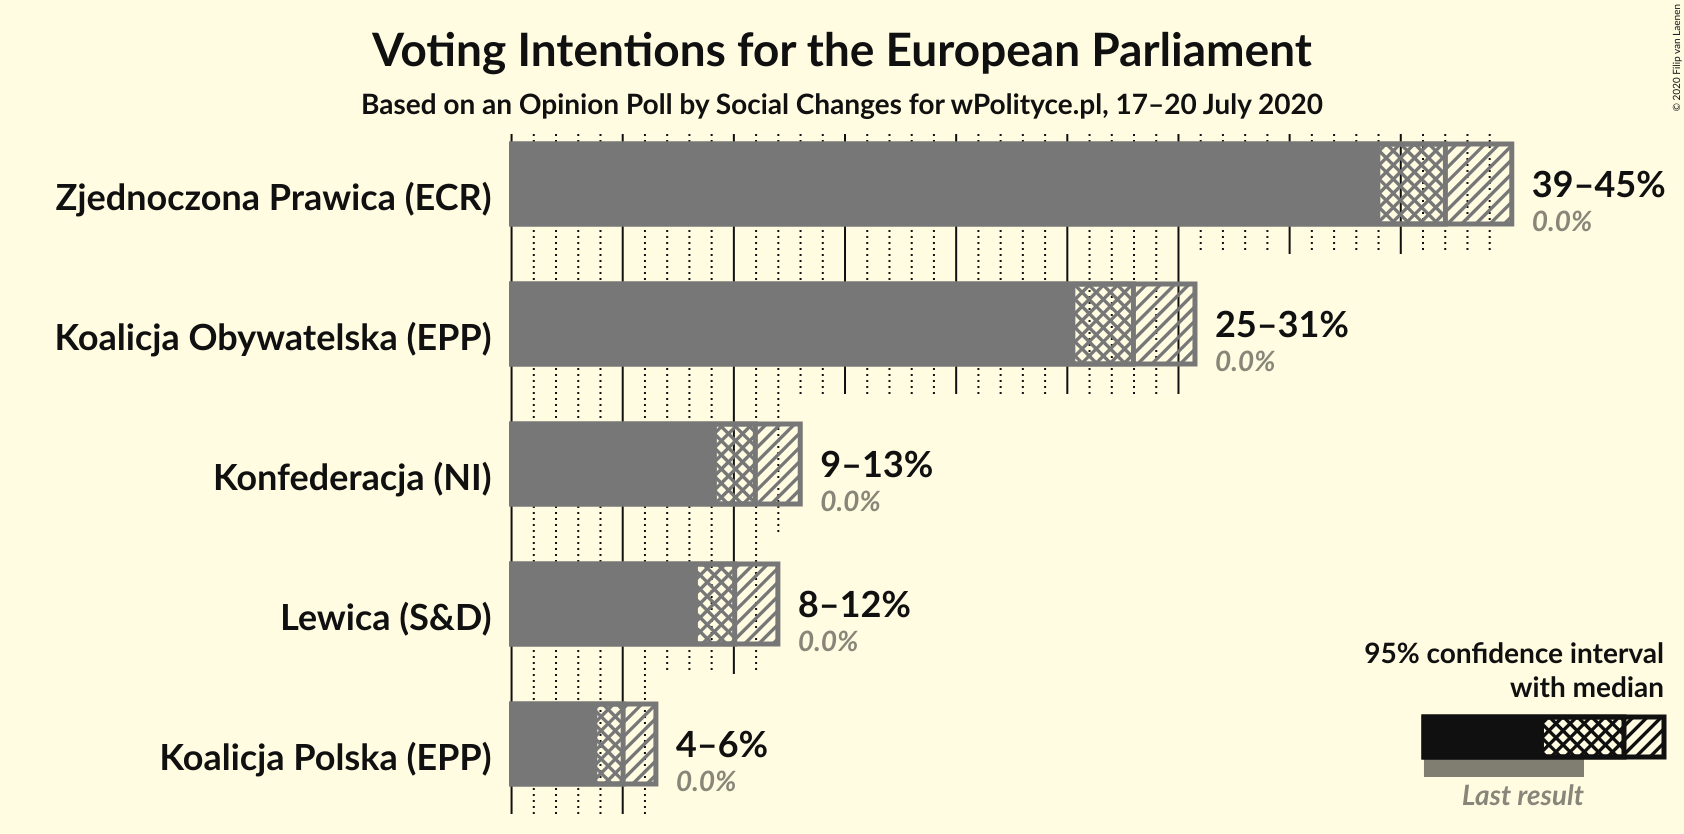 Voting Intentions for the European Parliament
Based on an Opinion Poll by Social Changes for wPolityce.pl, 17–20 July 2020
© 2020 Filip van Laenen
Zjednoczona Prawica (ECR)
39–45%
0.0%
Koalicja Obywatelska (EPP)
25–31%
0.0%
Konfederacja (NI)
9–13%
0.0%
Lewica (S&D)
8–12%
0.0%
Koalicja Polska (EPP)
4–6%
0.0%
95% confidence interval
with median
Last result